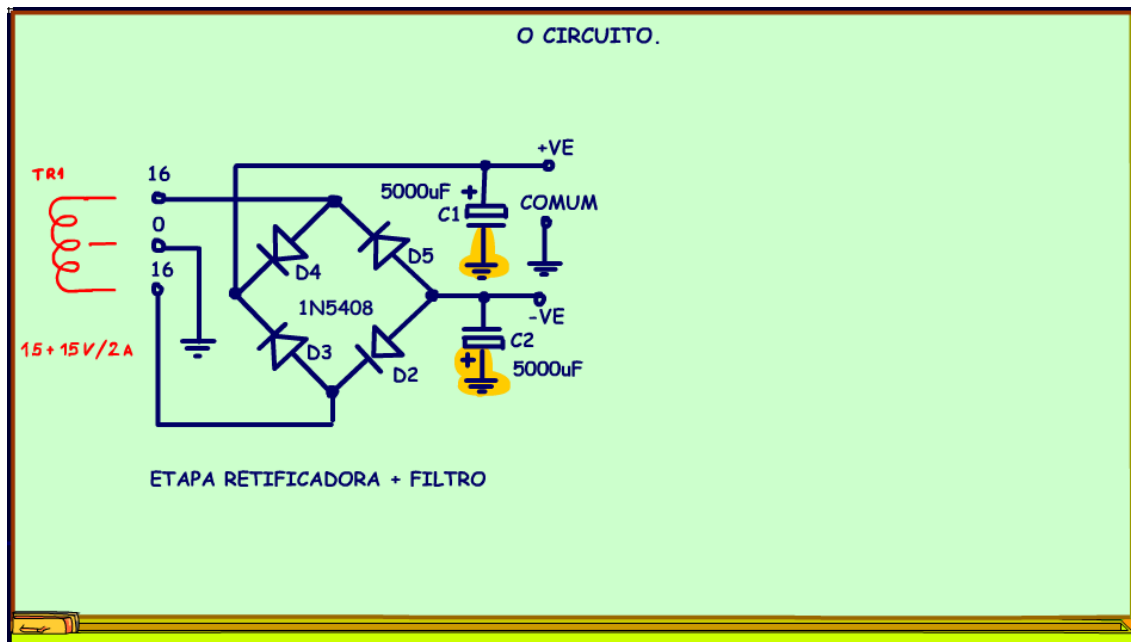 O CIRCUITO.
+VE
TR1
16
5000uF
+
C1
COMUM
0
D4
D5
16
1N5408
-VE
15+15V/2A
D3
C2
+
D2
5000uF
ETAPA RETIFICADORA + FILTRO